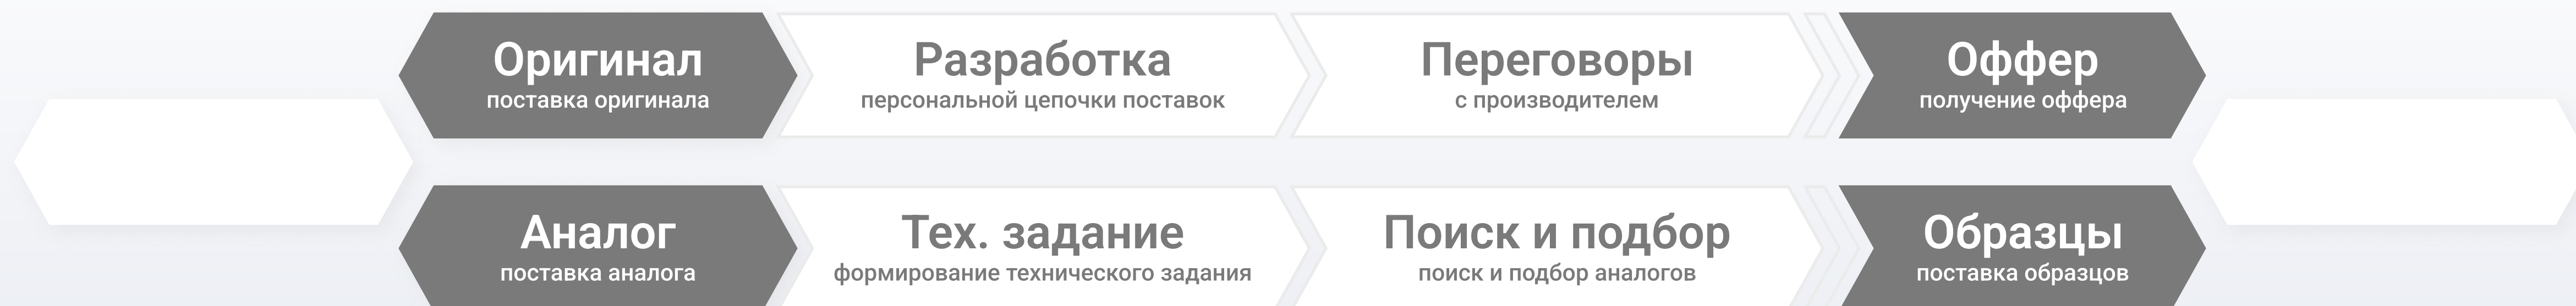 Оригинал
поставка оригинала
Разработка
персональной цепочки поставок
Переговоры
с производителем
Оффер
получение оффера
Аналог
поставка аналога
Тех. задание
формирование технического задания
Поиск и подбор
поиск и подбор аналогов
Образцы
поставка образцов